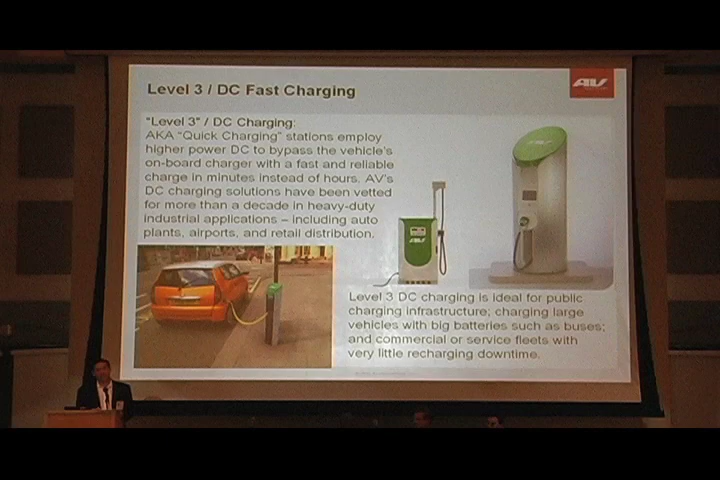 Level 3 / DC Fast Charging
AV
"Level 3" / DC Charging:
AKA "Quick Charging" stations employ
higher power DC to bypass the vehicle's
on-board charger with a fast and reliable
charge in minutes instead of hours. AV's
DC charging solutions have been vetted
for more than a decade in heavy-duty
industrial applications – including auto
plants, airports, and retail distribution.
AV
Level 3 DC charging is ideal for public
charging infrastructure; charging large
vehicles with big batteries such as buses;
and commercial or service fleets with
very little recharging downtime.